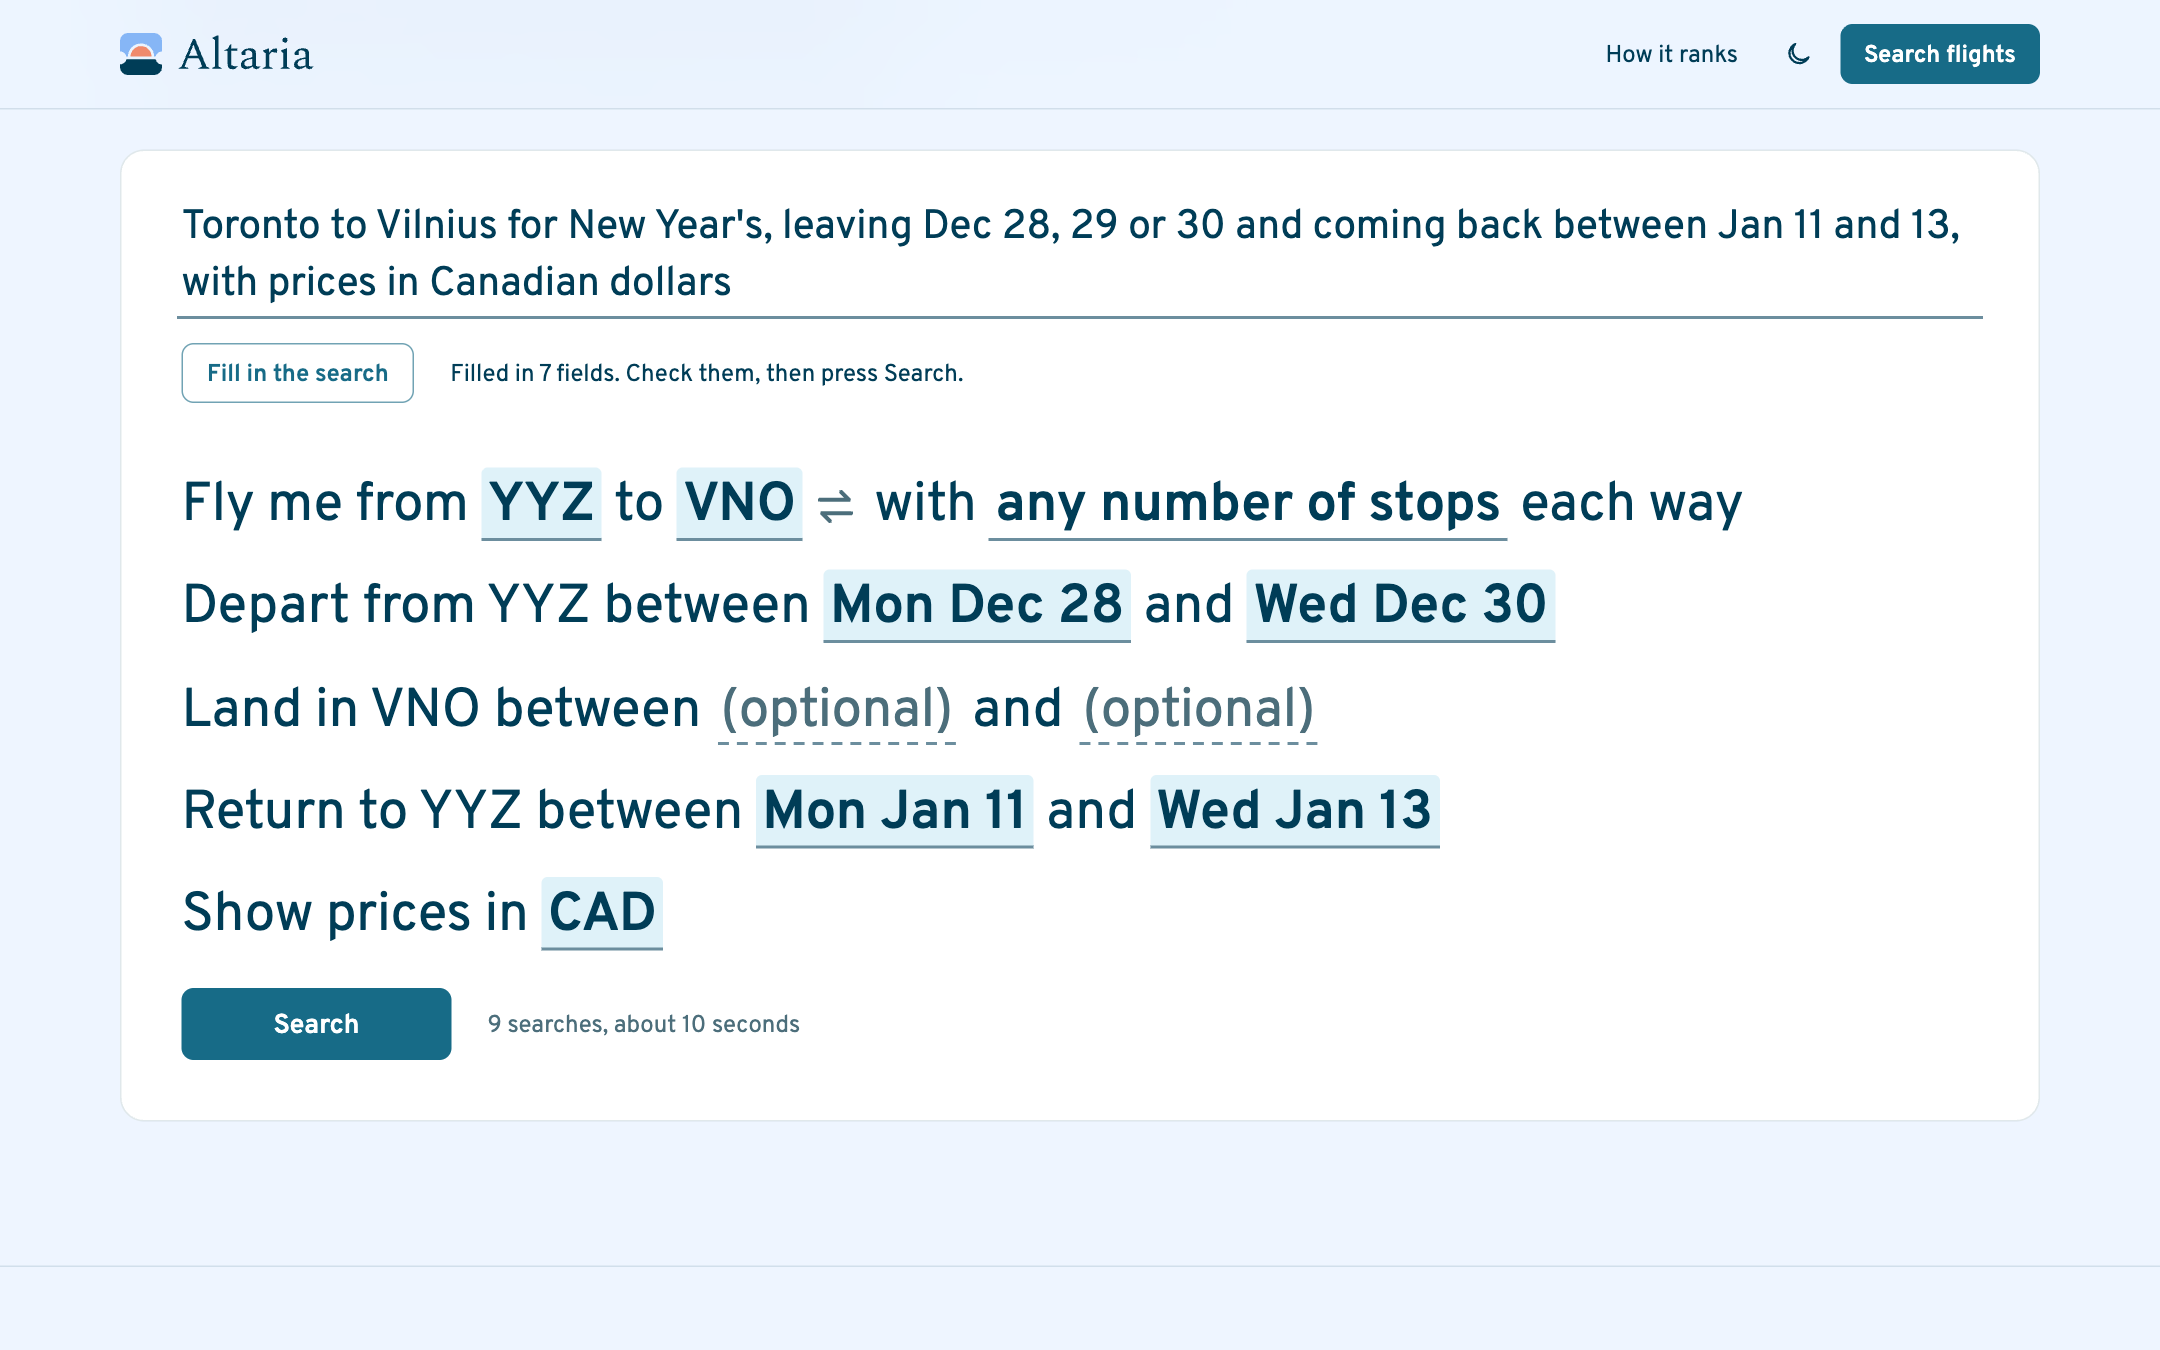 Altaria
How it ranks
Search flights
Toronto to Vilnius for New Year's, leaving Dec 28, 29 or 30 and coming back between Jan 11 and 13,
with prices in Canadian dollars
Fill in the search
Filled in 7 fields. Check them, then press Search.
Fly me from YYZ to VNO ⇌ with any number of stops each way
Depart from YYZ between Mon Dec 28 and Wed Dec 30
Land in VNO between (optional) and (optional)
Return to YYZ between Mon Jan 11 and Wed Jan 13
Show prices in CAD
Search
9 searches, about 10 seconds